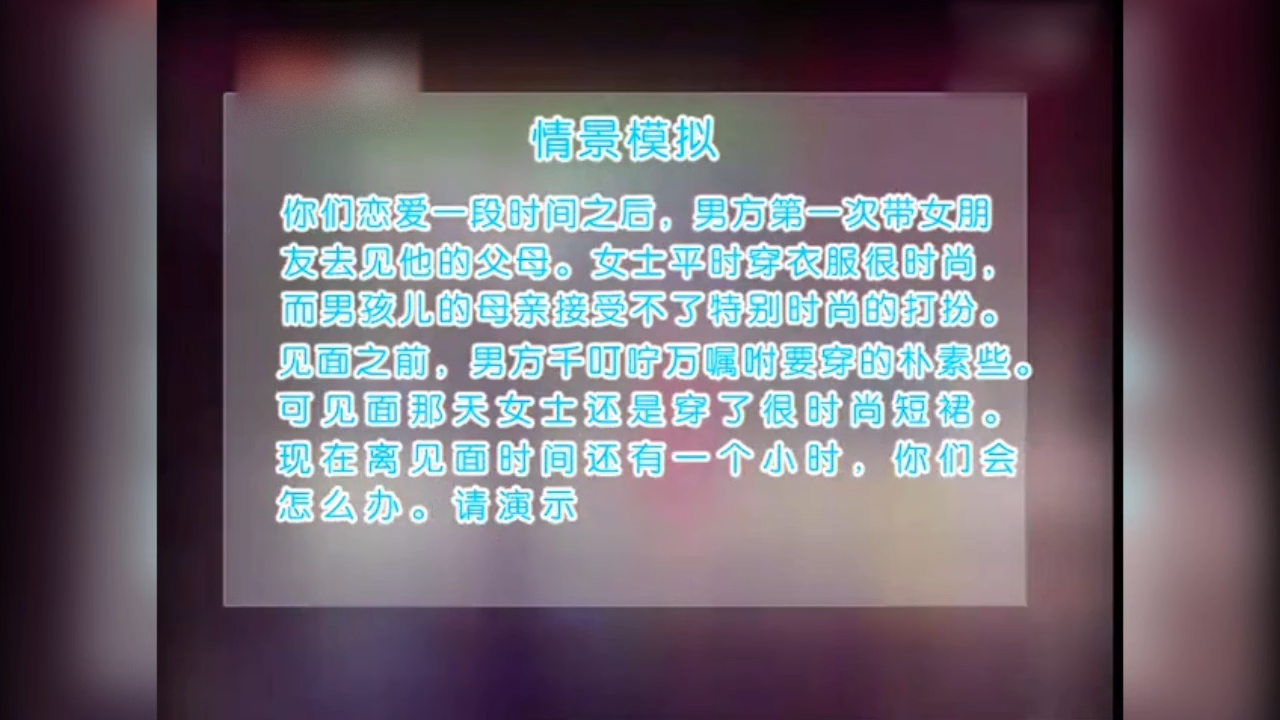 情景模拟
你们恋爱一段时间之后，男方第一次带女朋
友去见他的父母。女士平时穿衣服很时尚，
而男孩儿的母亲接受不了特别时尚的打扮。
见面之前，男方千叮咛万嘱咐要穿的朴素些。
可见面那天女士还是穿了很时尚短裙。
现在离见面时间还有一个小时，你们会
怎么办。请演示